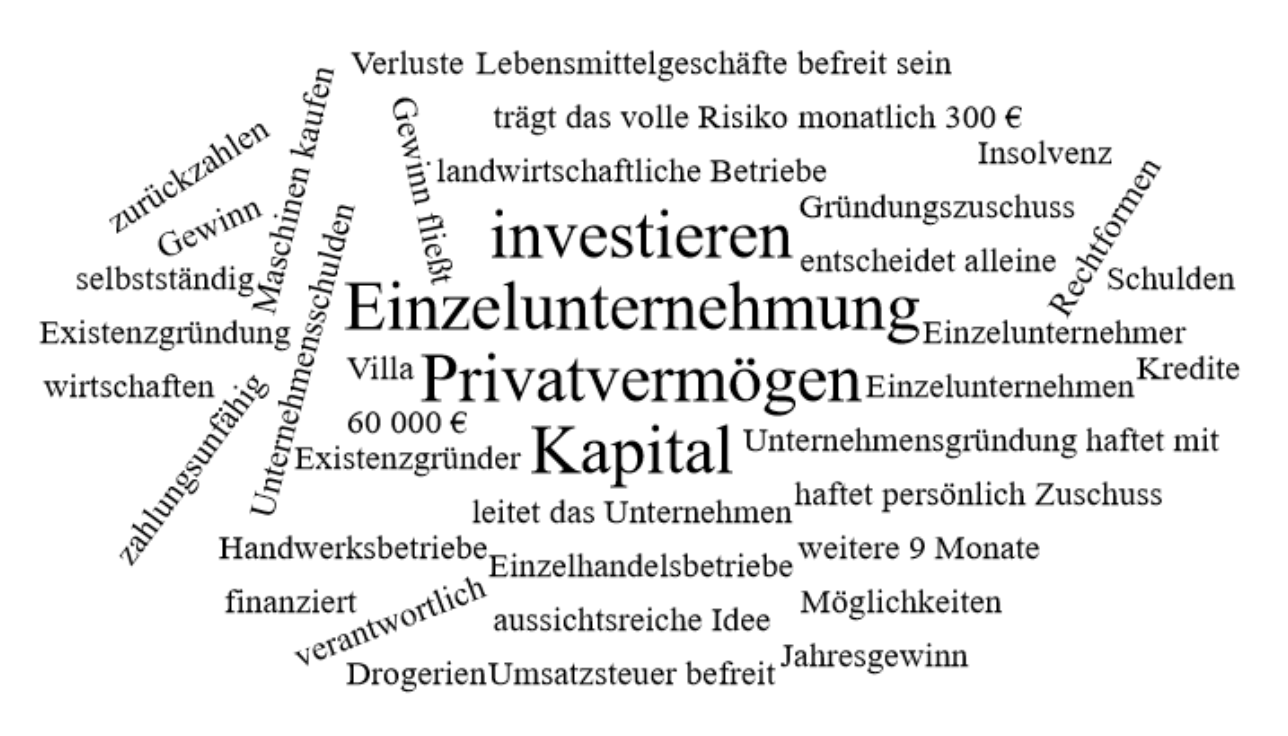 Verluste Lebensmittelgeschäfte befreit sein
trägt das volle Risiko monatlich 300 €
Insolvenz
zurückzahlen
Maschinen kaufen
Gewinn fließt
landwirtschaftliche Betriebe
Rechtformen
Gewinn
investieren
Gründungszuschuss
entscheidet alleine
selbstständig
Schulden
Unternehmensschulden
Einzelunternehmung
Existenzgründung
Einzelunternehmer
wirtschaften
Villa
Privatvermögen
Einzelunternehmen
Kredite
60 000 €
zahlungsunfähig
Existenzgründer
Kapital
Unternehmensgründung haftet mit
leitet das Unternehmen
haftet persönlich Zuschuss
Handwerksbetriebe
Einzelhandelsbetriebe
weitere 9 Monate
finanziert
verantwortlich
aussichtsreiche Idee
Möglichkeiten
Drogerien
Umsatzsteuer befreit
Jahresgewinn